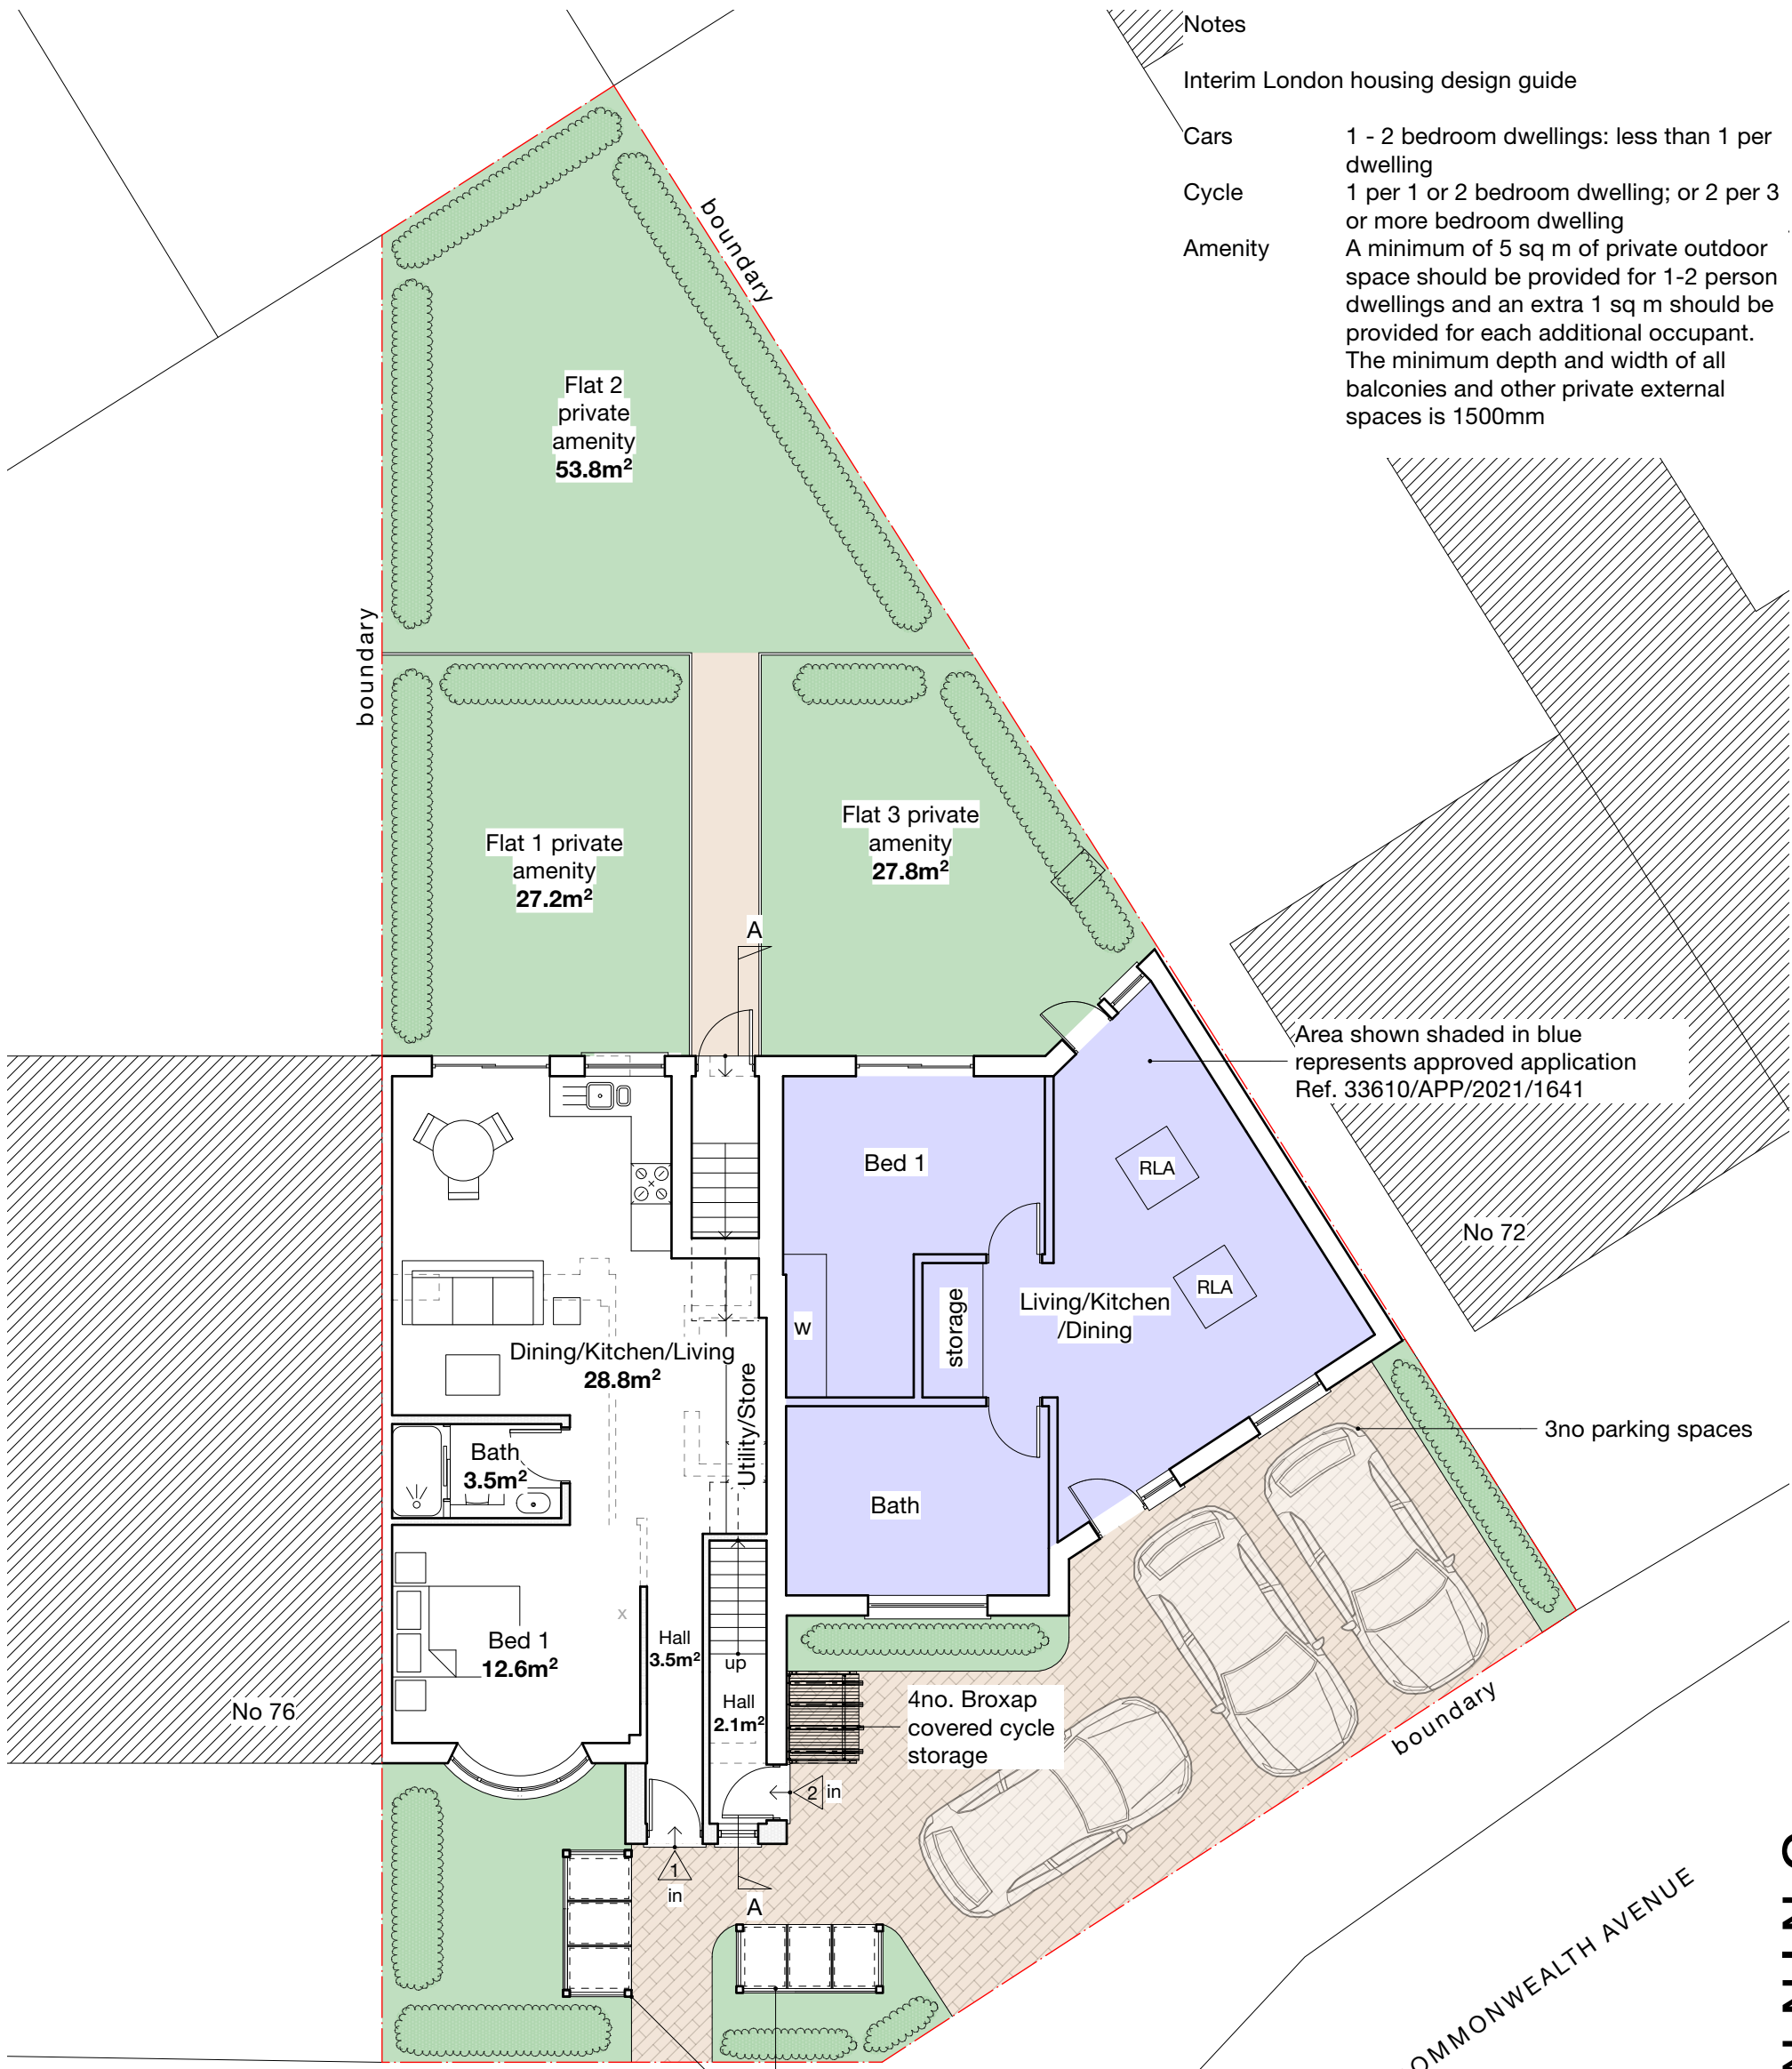 Notes
Interim London housing design guide
Cars 1 - 2 bedroom dwellings: less than 1 per
dwelling
Cycle 1 per 1 or 2 bedroom dwelling; or 2 per 3
or more bedroom dwelling
Amenity A minimum of 5 sq m of private outdoor
space should be provided for 1-2 person
dwellings and an extra 1 sq m should be
provided for each additional occupant.
The minimum depth and width of all
balconies and other private external
spaces is 1500mm
boundary
Flat 2
private
amenity
53.8m²
boundary
Flat 1 private
amenity
27.2m²
Flat 3 private
amenity
27.8m²
A
Area shown shaded in blue
represents approved application
Ref. 33610/APP/2021/1641
Bed 1
RLA
No 72
RLA
storage
Living/Kitchen
/Dining
W
Dining/Kitchen/Living
28.8m²
Utility/Store
3no parking spaces
Bath
3.5m²
Bath
x
Bed 1
12.6m²
Hall
3.5m²
up
Hall
2.1m²
No 76
4no. Broxap
covered cycle
storage
boundary
2 in
1
in
A
OMMONWEALTH AVENUE